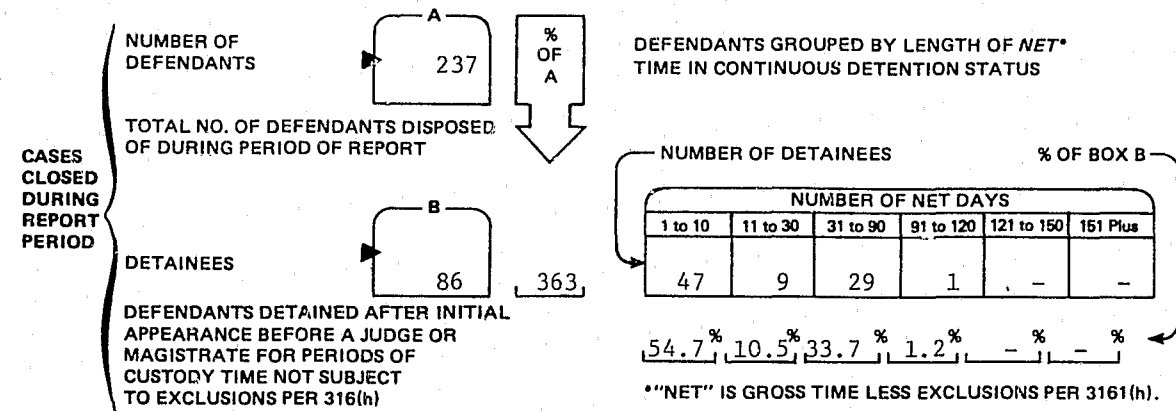 A
NUMBER OF
DEFENDANTS
237
%
OF
A
DEFENDANTS GROUPED BY LENGTH OF NET*
TIME IN CONTINUOUS DETENTION STATUS
TOTAL NO. OF DEFENDANTS DISPOSED
OF DURING PERIOD OF REPORT
CASES
CLOSED
DURING
REPORT
PERIOD
NUMBER OF DETAINEES % OF BOX B
NUMBER OF NET DAYS
1 to 10 11 to 30 31 to 90 91 to 120 121 to 150 151 Plus
47 9 29 1 - -
54.7% 10.5% 33.7% 1.2% -% -%
B
DETAINEES
86 363
DEFENDANTS DETAINED AFTER INITIAL
APPEARANCE BEFORE A JUDGE OR
MAGISTRATE FOR PERIODS OF
CUSTODY TIME NOT SUBJECT
TO EXCLUSIONS PER 316(h)
*"NET" IS GROSS TIME LESS EXCLUSIONS PER 3161(h).